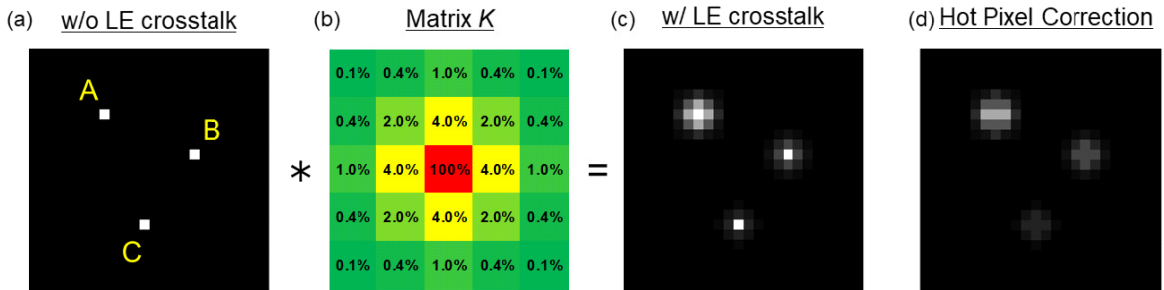 (a) w/o LE crosstalk (b) Matrix K (c) w/ LE crosstalk (d) Hot Pixel Correction
A
B
C
0.1% 0.4% 1.0% 0.4% 0.1%
0.4% 2.0% 4.0% 2.0% 0.4%
1.0% 4.0% 100% 4.0% 1.0%
0.4% 2.0% 4.0% 2.0% 0.4%
0.1% 0.4% 1.0% 0.4% 0.1%
* =